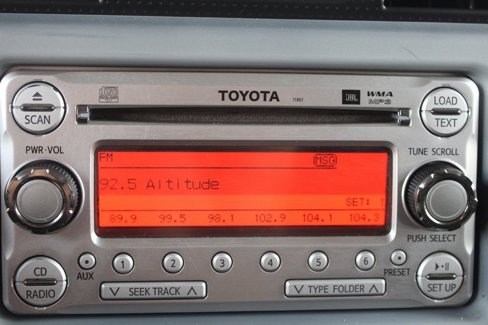 TOYOTA
JBL WMA MP3
SCAN
LOAD
TEXT
PWR·VOL
TUNE SCROLL
FM
MSG
92.5 Altitude
SET: 1
89.9 99.5 98.1 102.9 104.1 104.3
PUSH SELECT
CD
RADIO
AUX
1 2 3 4 5 6
PRESET
SET UP
SEEK TRACK
TYPE FOLDER